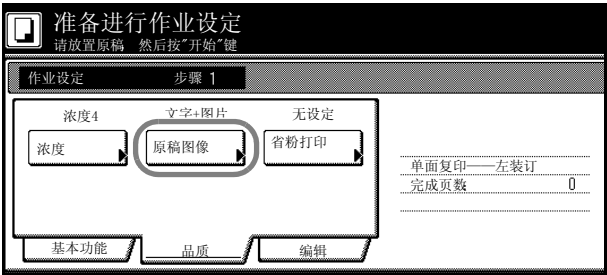 准备进行作业设定
请放置原稿 然后按"开始"键
作业设定 步骤 1
浓度4 文字+图片 无设定
浓度 原稿图像 省粉打印
单面复印——左装订
完成页数 0
基本功能 品质 编辑